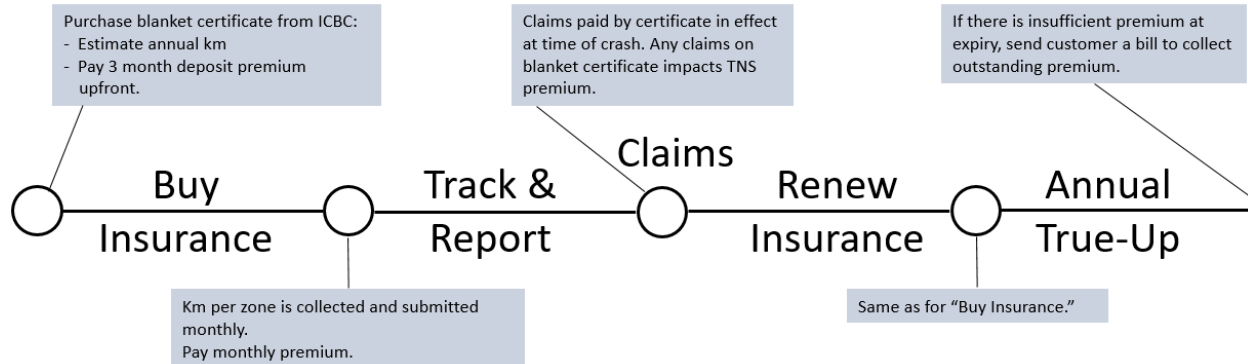 Purchase blanket certificate from ICBC:
- Estimate annual km
- Pay 3 month deposit premium
upfront.
Claims paid by certificate in effect
at time of crash. Any claims on
blanket certificate impacts TNS
premium.
If there is insufficient premium at
expiry, send customer a bill to collect
outstanding premium.
Buy
Insurance
Track &
Report
Claims
Renew
Insurance
Annual
True-Up
Km per zone is collected and submitted
monthly.
Pay monthly premium.
Same as for “Buy Insurance.”